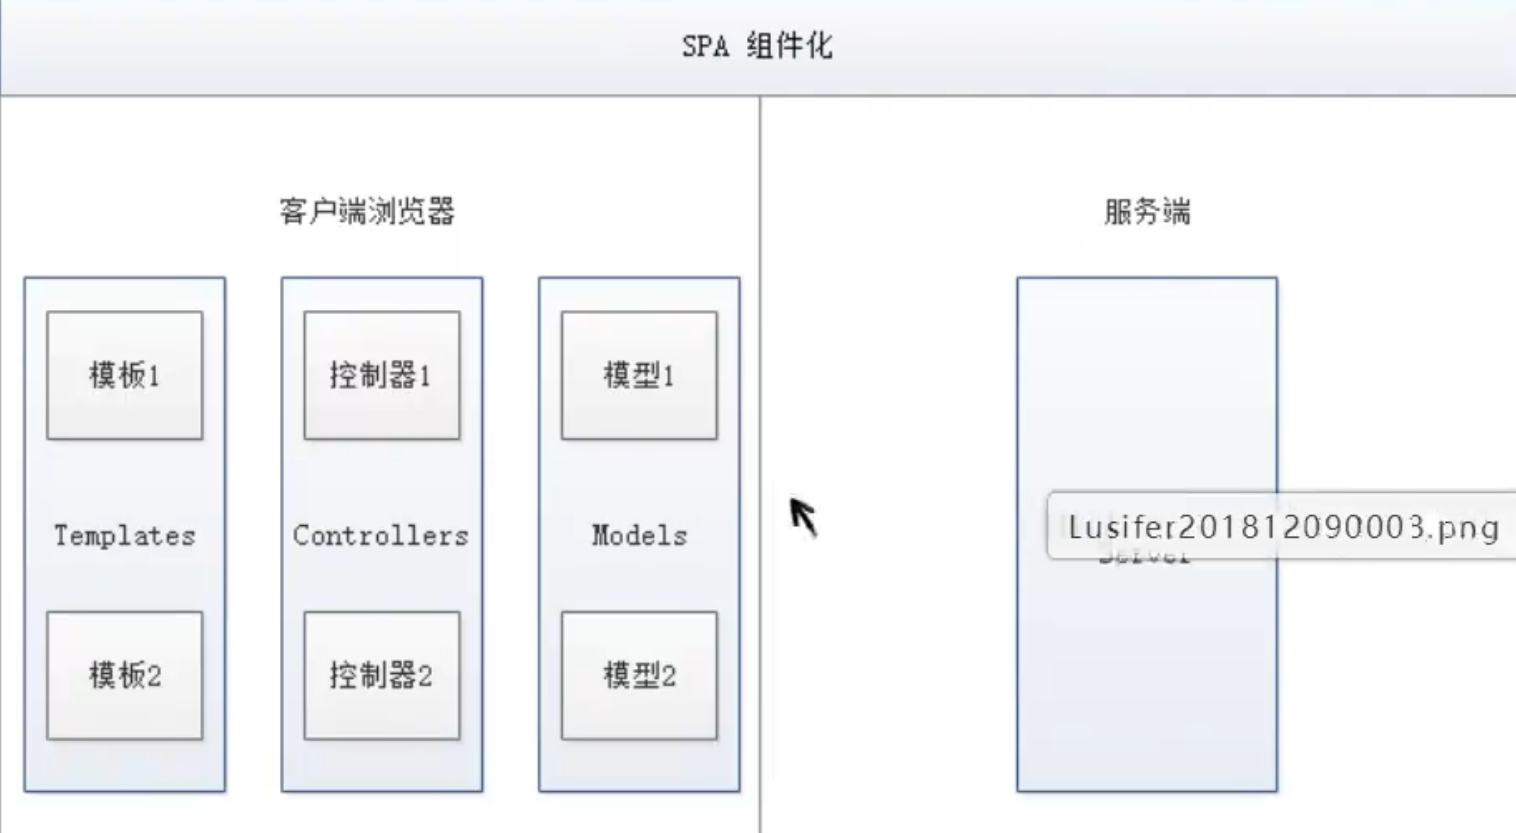 SPA 组件化
客户端浏览器
服务端
模板1
控制器1
模型1
Templates
Controllers
Models
Lusifer201812090003.png
模板2
控制器2
模型2